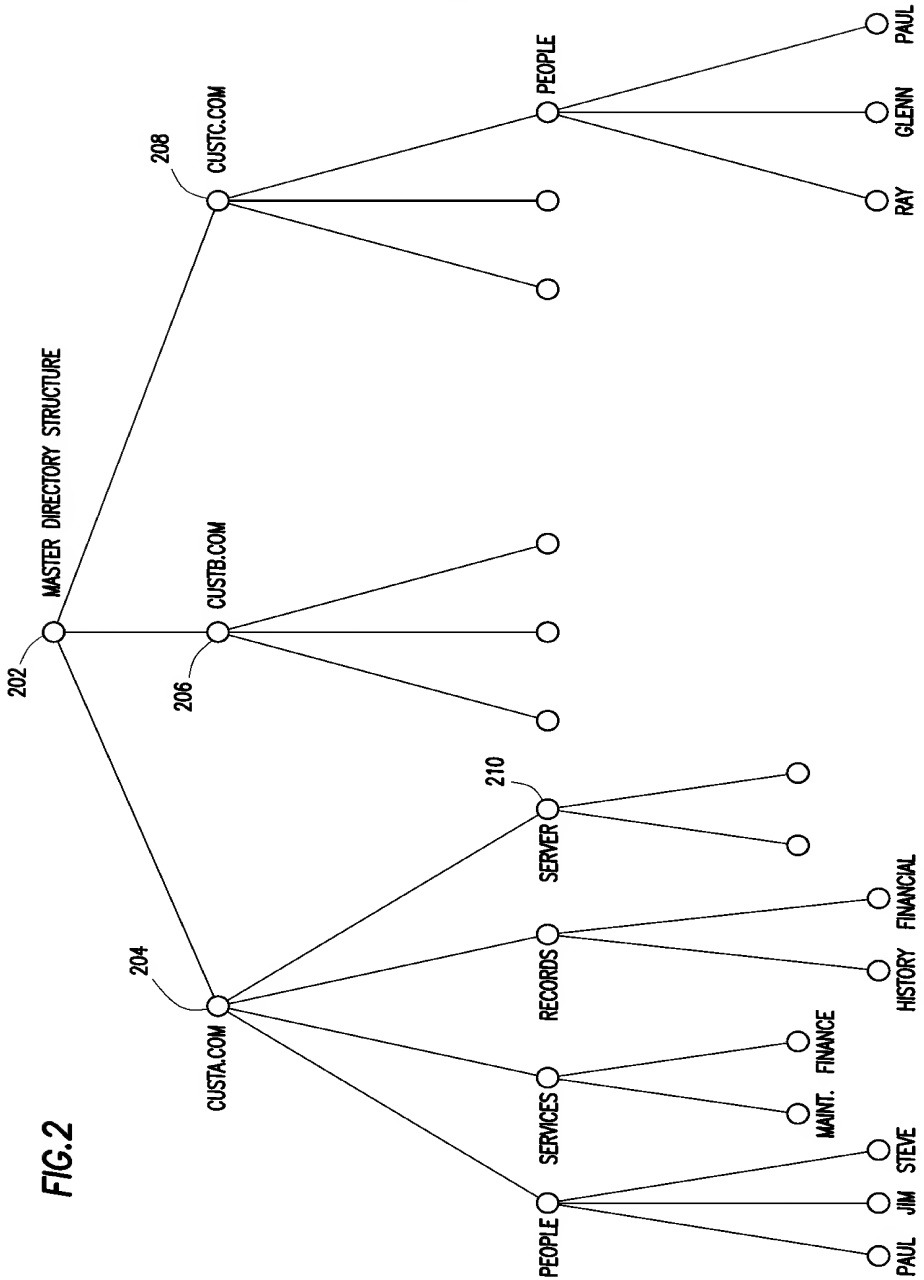 FIG.2
MASTER DIRECTORY STRUCTURE
202
CUSTA.COM
204
CUSTB.COM
206
CUSTC.COM
208
PEOPLE
SERVICES
RECORDS
SERVER
210
PEOPLE
PAUL
JIM
STEVE
MAINT.
FINANCE
HISTORY
FINANCIAL
RAY
GLENN
PAUL